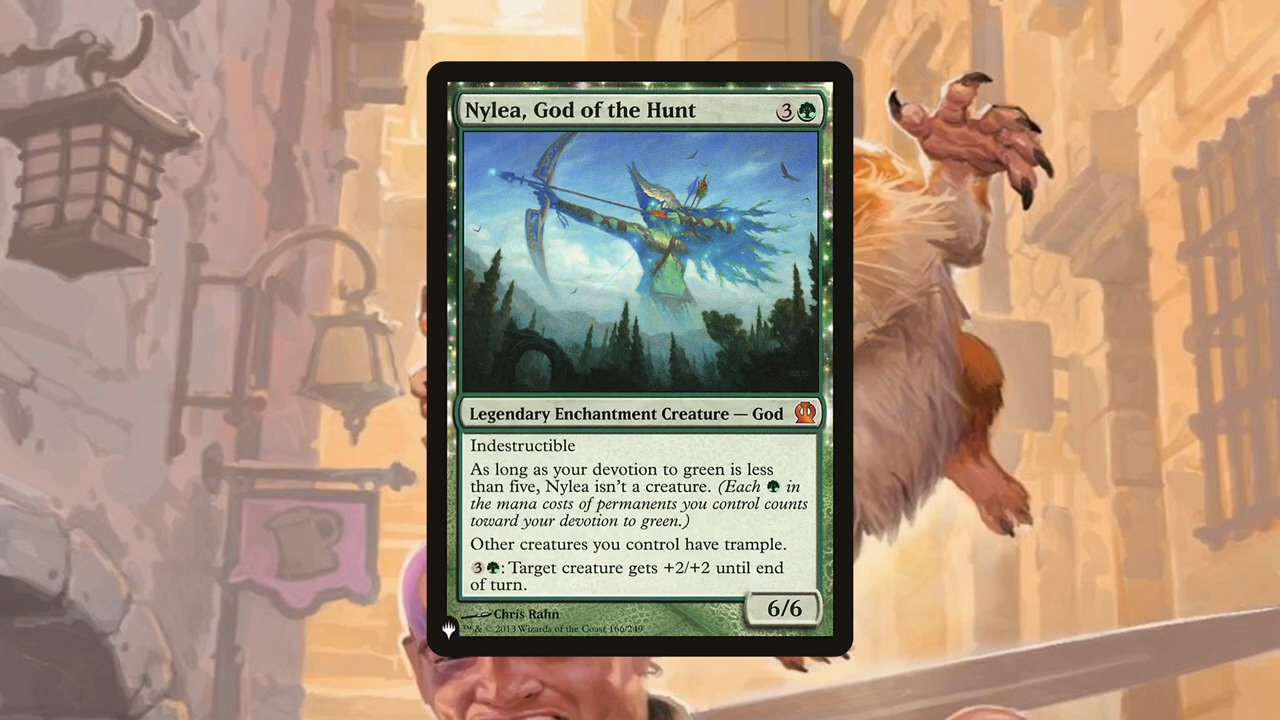 Nylea, God of the Hunt 3
Legendary Enchantment Creature — God
Indestructible
As long as your devotion to green is less
than five, Nylea isn't a creature. (Each in
the mana costs of permanents you control counts
toward your devotion to green.)
Other creatures you control have trample.
3 : Target creature gets +2/+2 until end
of turn.
6/6
Chris Rahn
™ & © 2013 Wizards of the Coast 166/249